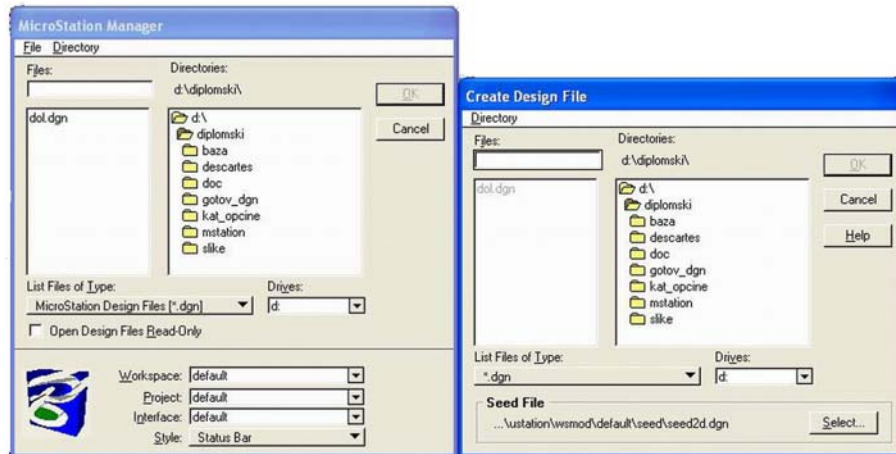 MicroStation Manager
File Directory
Files:
Directories:
d:\diplomski\
OK
Cancel
dol.dgn
d:\
diplomski
baza
descartes
doc
gotov_dgn
kat_opcine
mstation
slike
List Files of Type:
Drives:
MicroStation Design Files [*.dgn]
d:
Open Design Files Read-Only
Workspace: default
Project: default
Interface: default
Style: Status Bar
Create Design File
Directory
Files:
Directories:
d:\diplomski\
OK
Cancel
Help
dol.dgn
d:\
diplomski
baza
descartes
doc
gotov_dgn
kat_opcine
mstation
slike
List Files of Type:
Drives:
*.dgn
d:
Seed File
...\ustation\wsmod\default\seed\seed2d.dgn
Select...